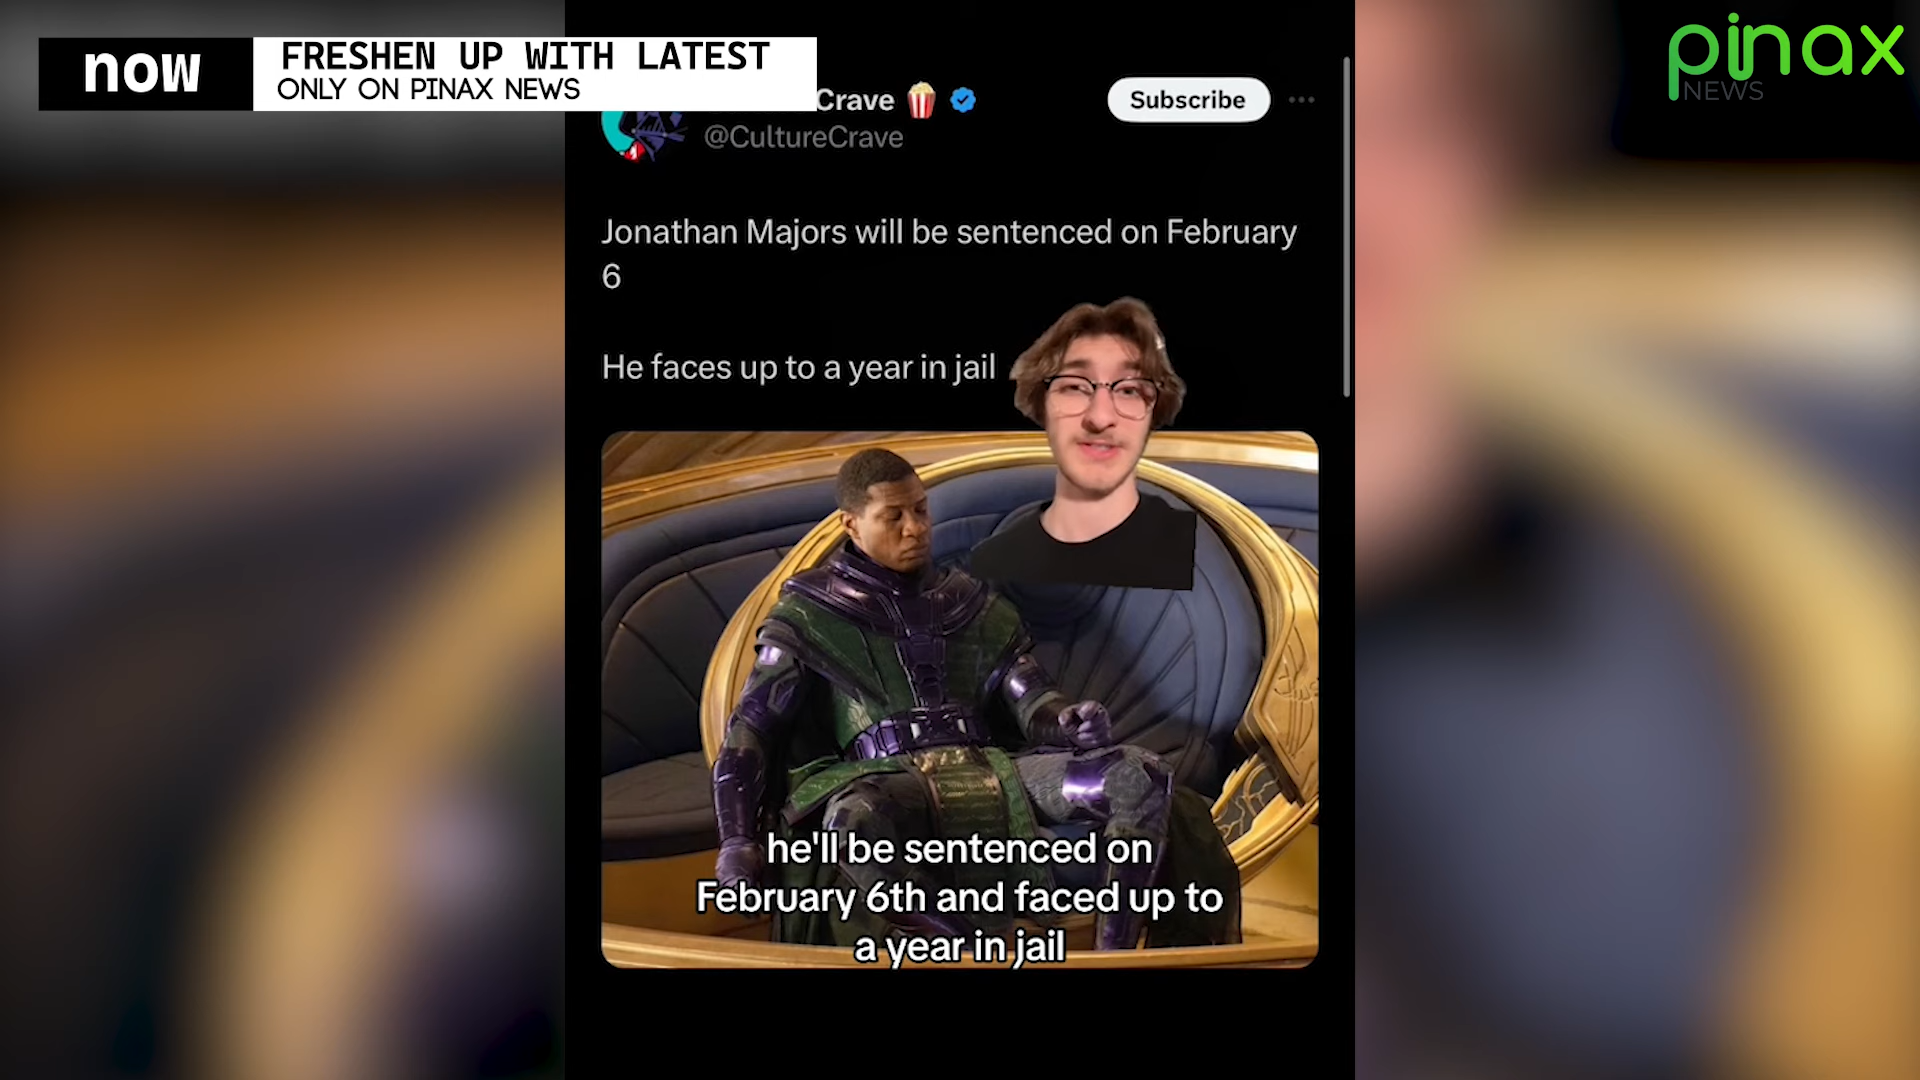 now
FRESHEN UP WITH LATEST
ONLY ON PINAX NEWS
pinax
NEWS
Crave
Subscribe
@CultureCrave
Jonathan Majors will be sentenced on February
6
He faces up to a year in jail
he'll be sentenced on
February 6th and faced up to
a year in jail